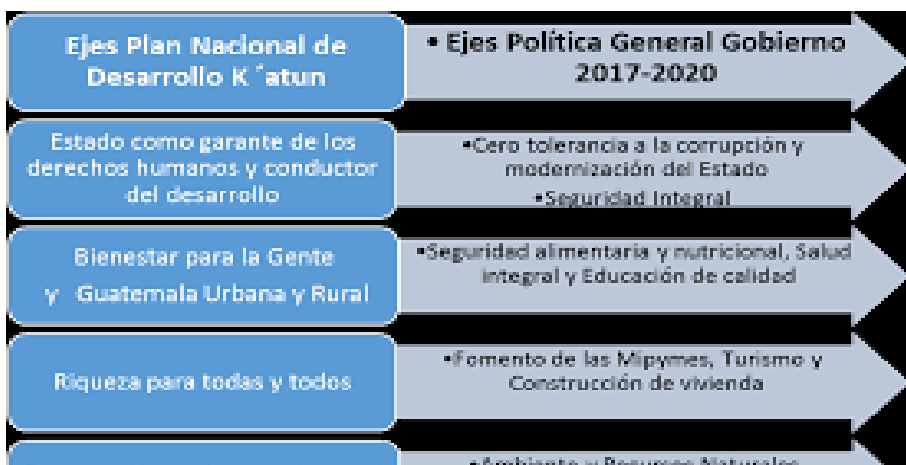 Ejes Plan Nacional de
Desarrollo K´atun
• Ejes Política General Gobierno
2017-2020
Estado como garante de los
derechos humanos y conductor
del desarrollo
•Cero tolerancia a la corrupción y
modernización del Estado
•Seguridad Integral
Bienestar para la Gente
y Guatemala Urbana y Rural
•Seguridad alimentaria y nutricional, Salud
integral y Educación de calidad
Riqueza para todas y todos
•Fomento de las Mipymes, Turismo y
Construcción de vivienda
•Ambiente y Recursos Naturales